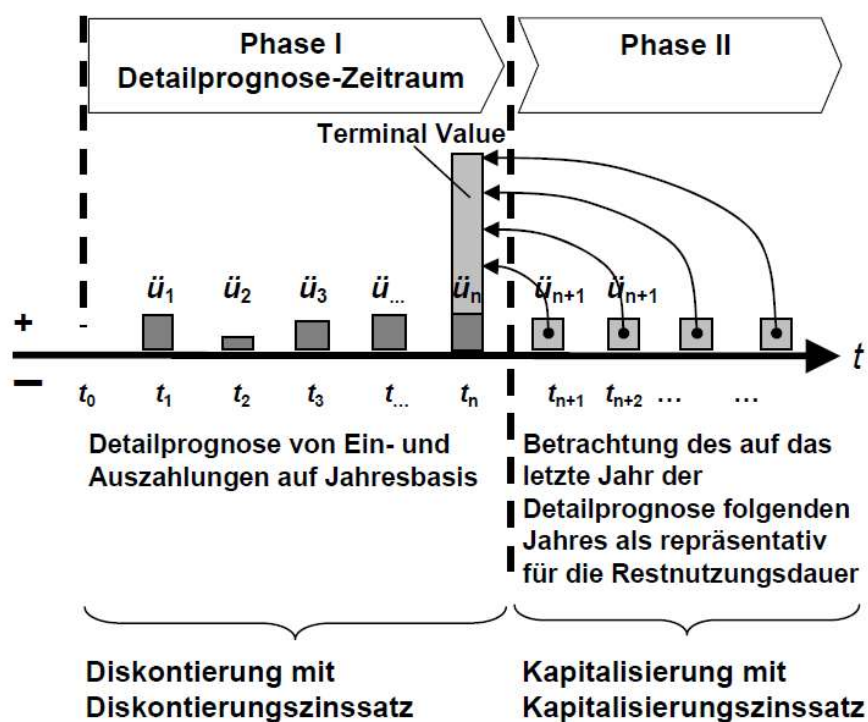 Phase I
Detailprognose-Zeitraum
Phase II
Terminal Value
ü1 ü2 ü3 ü... ün ün+1 ün+1
+ -
t
−
t0 t1 t2 t3 t... tn tn+1 tn+2 ... ...
Detailprognose von Ein- und
Auszahlungen auf Jahresbasis
Betrachtung des auf das
letzte Jahr der
Detailprognose folgenden
Jahres als repräsentativ
für die Restnutzungsdauer
Diskontierung mit
Diskontierungszinssatz
Kapitalisierung mit
Kapitalisierungszinssatz